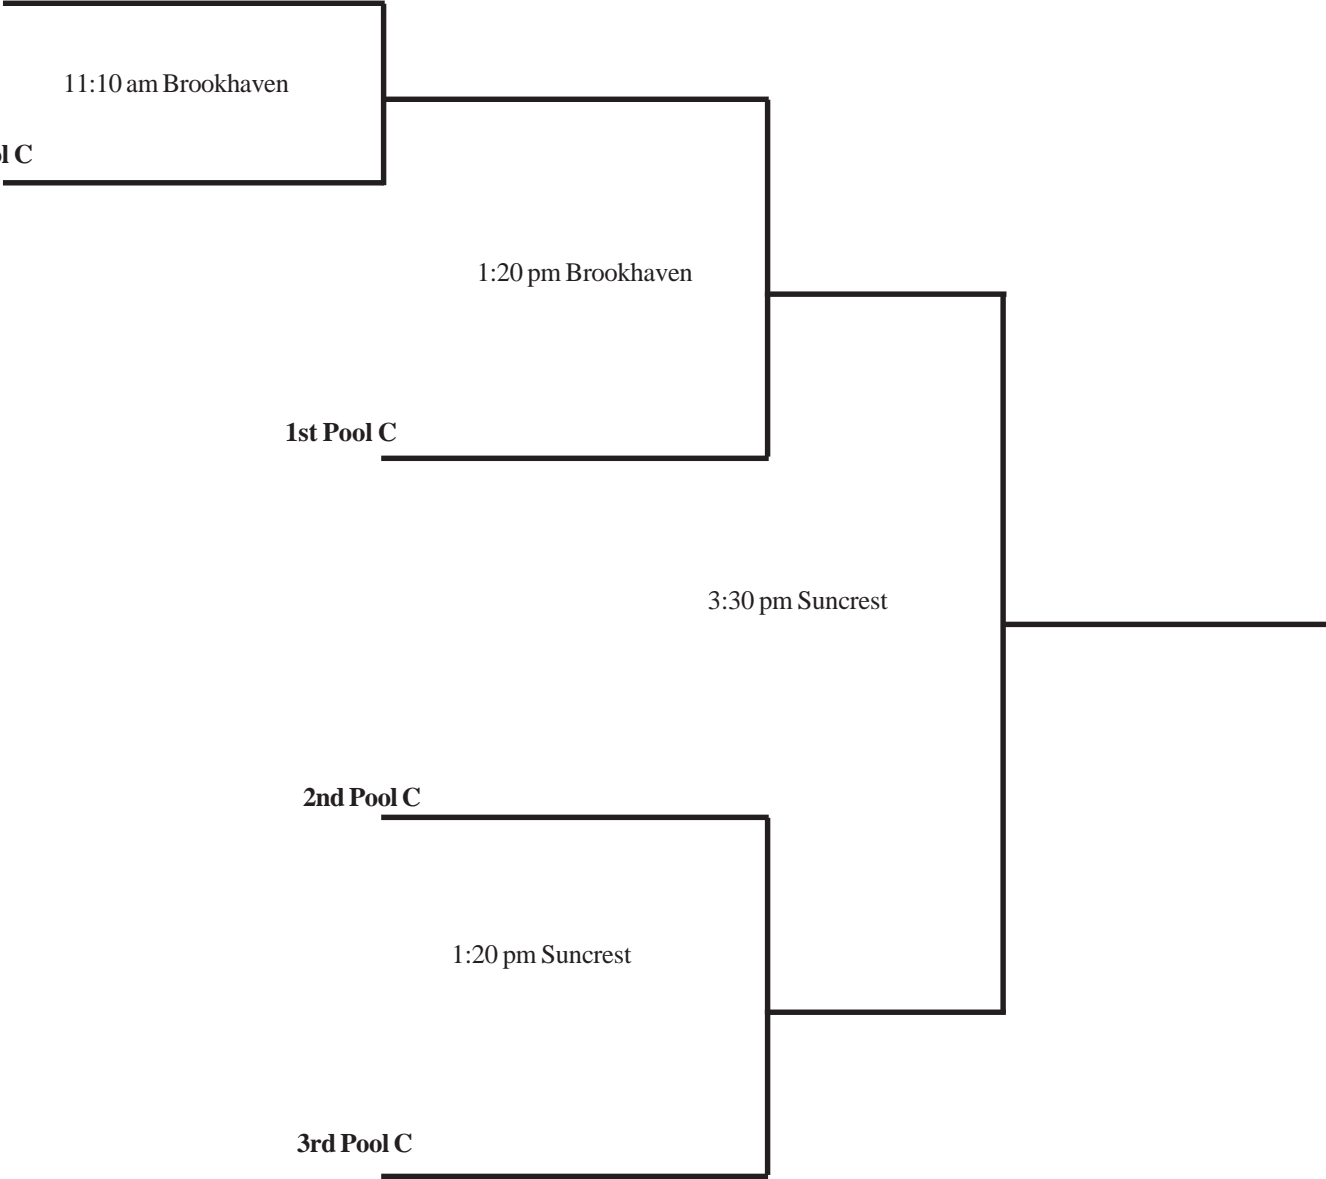 11:10 am Brookhaven
l C
1:20 pm Brookhaven
1st Pool C
3:30 pm Suncrest
2nd Pool C
1:20 pm Suncrest
3rd Pool C